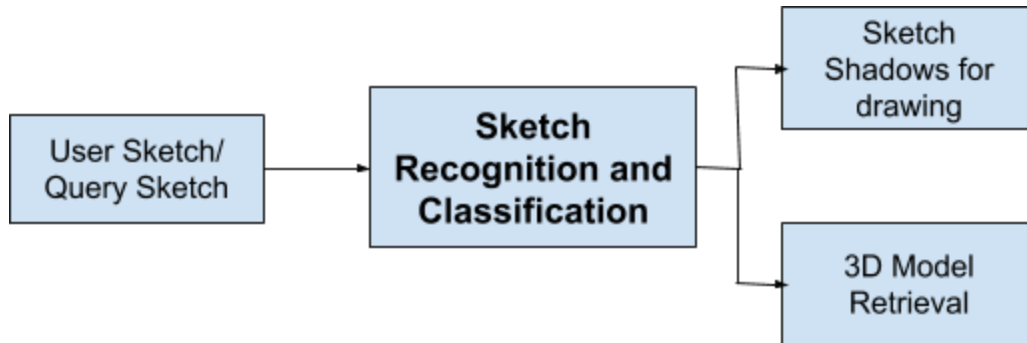 User Sketch/
Query Sketch
Sketch
Recognition and
Classification
Sketch
Shadows for
drawing
3D Model
Retrieval